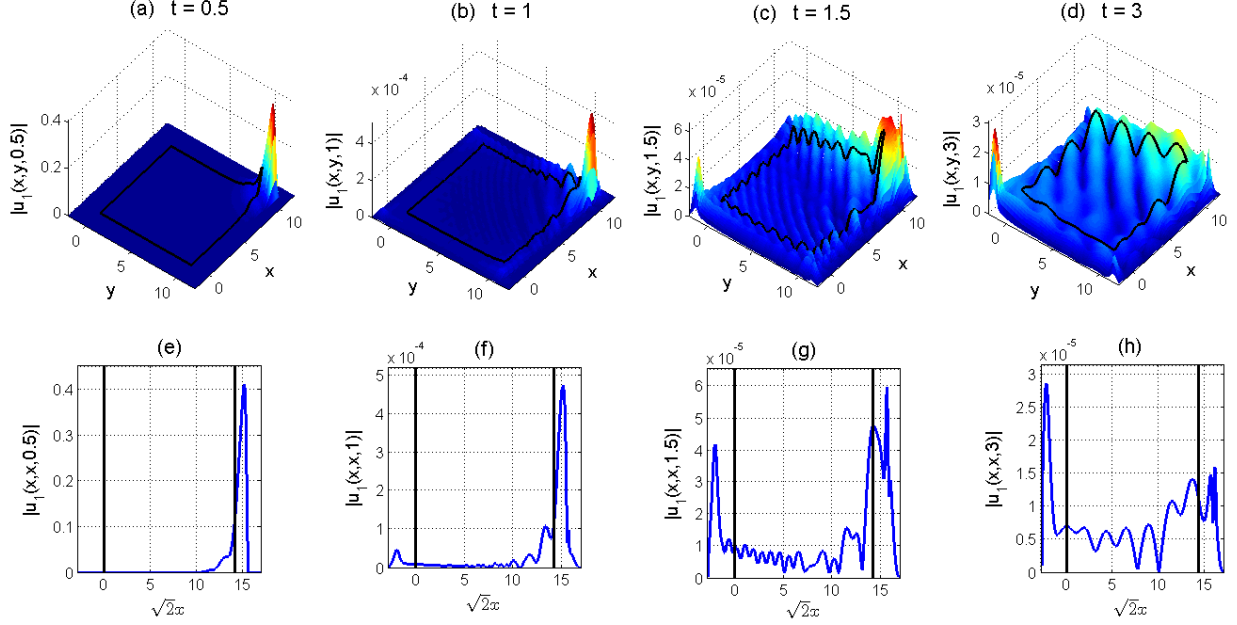 (a) t = 0.5
(b) t = 1
(c) t = 1.5
(d) t = 3
|u₁(x,y,0.5)|
0.4
0.2
0
0
5
10
y
0
5
10
x
|u₁(x,y,1)|
x 10⁻⁴
4
2
0
0
5
10
y
0
5
10
x
|u₁(x,y,1.5)|
x 10⁻⁵
6
4
2
0
0
5
10
y
0
5
10
x
|u₁(x,y,3)|
x 10⁻⁵
3
2
1
0
0
5
10
y
0
5
10
x
(e)
|u₁(x,x,0.5)|
0.4
0.3
0.2
0.1
0
0 5 10 15
√2x
(f)
x 10⁻⁴
|u₁(x,x,1)|
5
4
3
2
1
0
0 5 10 15
√2x
(g)
x 10⁻⁵
|u₁(x,x,1.5)|
6
5
4
3
2
1
0
0 5 10 15
√2x
(h)
x 10⁻⁵
|u₁(x,x,3)|
3
2.5
2
1.5
1
0.5
0
0 5 10 15
√2x